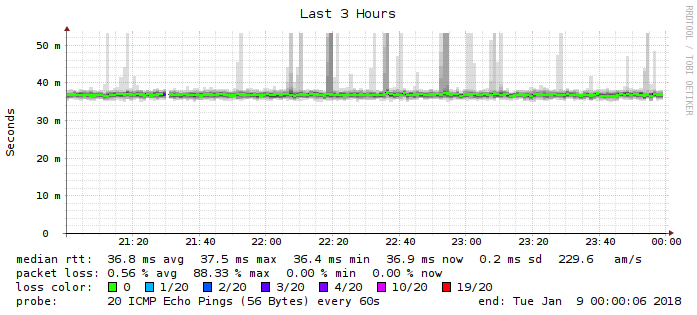 Last 3 Hours
RRDTOOL / TOBI OETIKER
Seconds
50 m
40 m
30 m
20 m
10 m
0
21:20 21:40 22:00 22:20 22:40 23:00 23:20 23:40 00:00
median rtt: 36.8 ms avg 37.5 ms max 36.4 ms min 36.9 ms now 0.2 ms sd 229.6 am/s
packet loss: 0.56 % avg 88.33 % max 0.00 % min 0.00 % now
loss color: 0 1/20 2/20 3/20 4/20 10/20 19/20
probe: 20 ICMP Echo Pings (56 Bytes) every 60s end: Tue Jan 9 00:00:06 2018